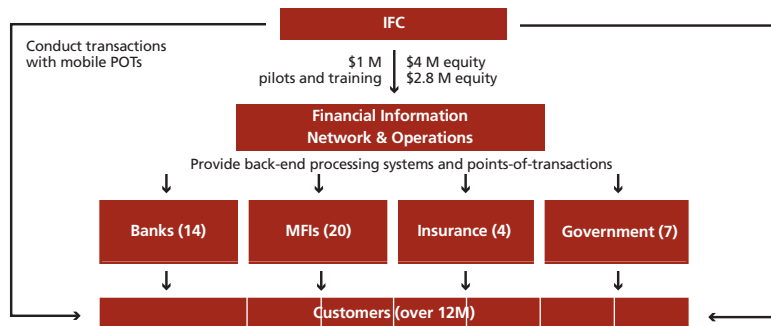 IFC
Conduct transactions
with mobile POTs
$1 M
pilots and training
$4 M equity
$2.8 M equity
Financial Information
Network & Operations
Provide back-end processing systems and points-of-transactions
Banks (14)
MFIs (20)
Insurance (4)
Government (7)
Customers (over 12M)